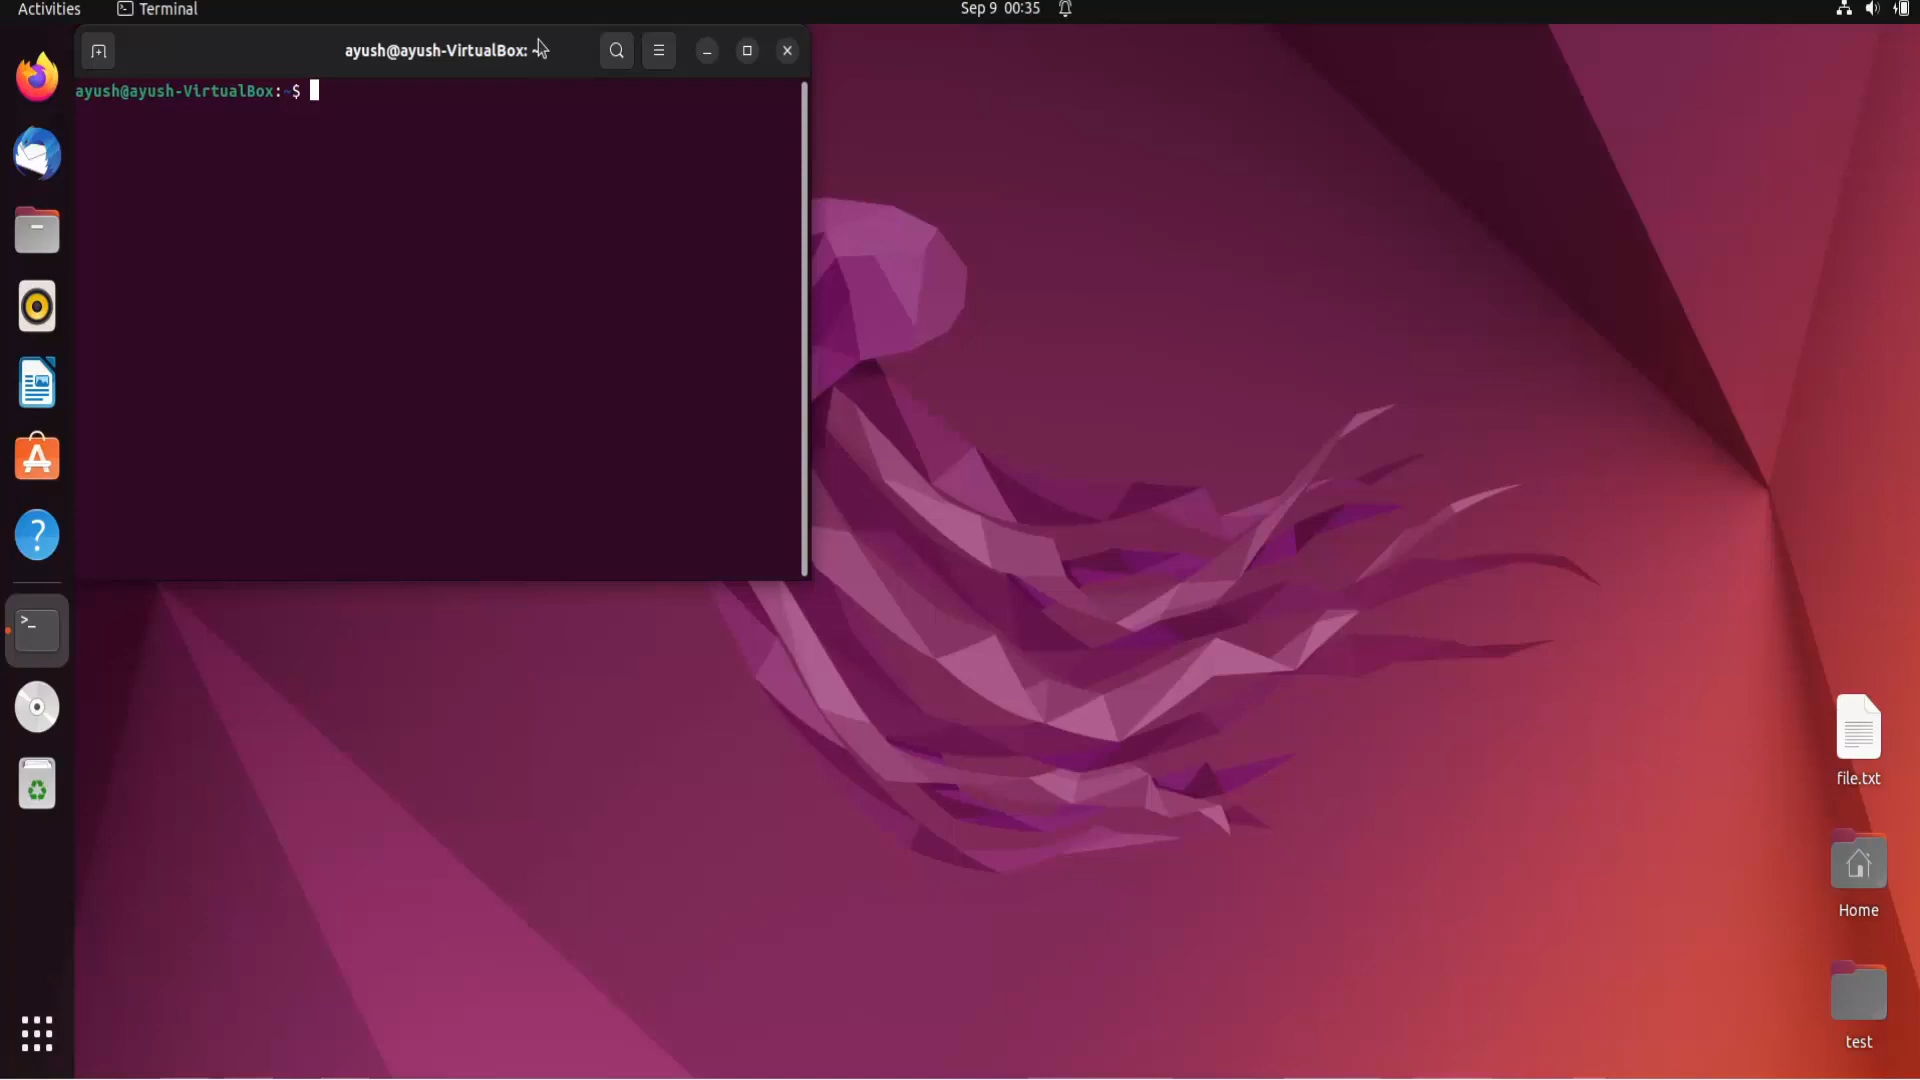 Activities
Terminal
Sep 9 00:35
ayush@ayush-VirtualBox: ~
ayush@ayush-VirtualBox:~$
file.txt
Home
test